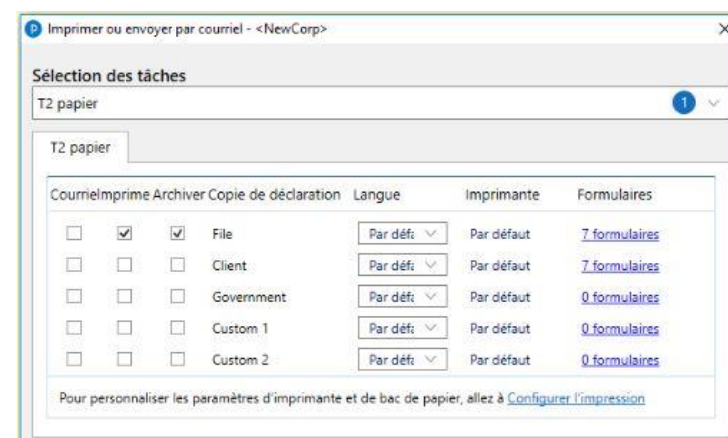 P Imprimer ou envoyer par courriel - <NewCorp>
Sélection des tâches
T2 papier 1
T2 papier
Courriel Imprime Archiver Copie de déclaration Langue Imprimante Formulaires
File Par défa Par défaut 7 formulaires
Client Par défa Par défaut 7 formulaires
Government Par défa Par défaut 0 formulaires
Custom 1 Par défa Par défaut 0 formulaires
Custom 2 Par défa Par défaut 0 formulaires
Pour personnaliser les paramètres d'imprimante et de bac de papier, allez à Configurer l'impression